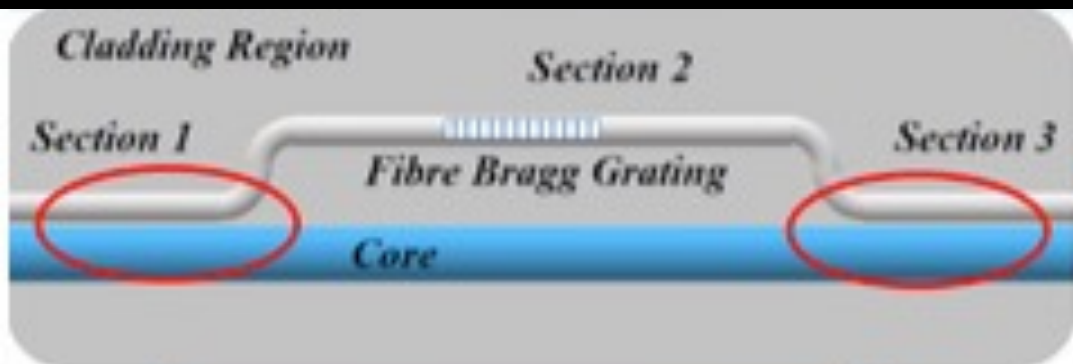 Cladding Region
Section 2
Section 1
Section 3
Fibre Bragg Grating
Core